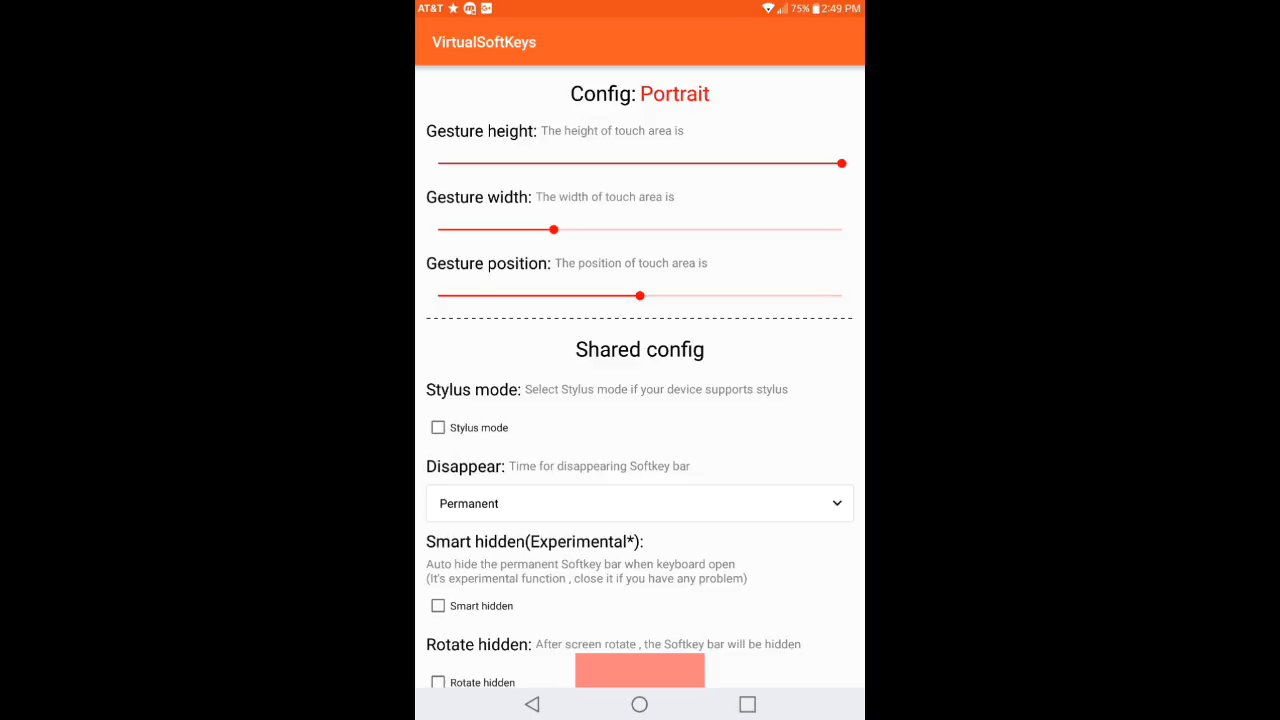 AT&T 75% 2:49 PM
VirtualSoftKeys
Config: Portrait
Gesture height: The height of touch area is
Gesture width: The width of touch area is
Gesture position: The position of touch area is
Shared config
Stylus mode: Select Stylus mode if your device supports stylus
Stylus mode
Disappear: Time for disappearing Softkey bar
Permanent
Smart hidden(Experimental*):
Auto hide the permanent Softkey bar when keyboard open
(It's experimental function , close it if you have any problem)
Smart hidden
Rotate hidden: After screen rotate , the Softkey bar will be hidden
Rotate hidden